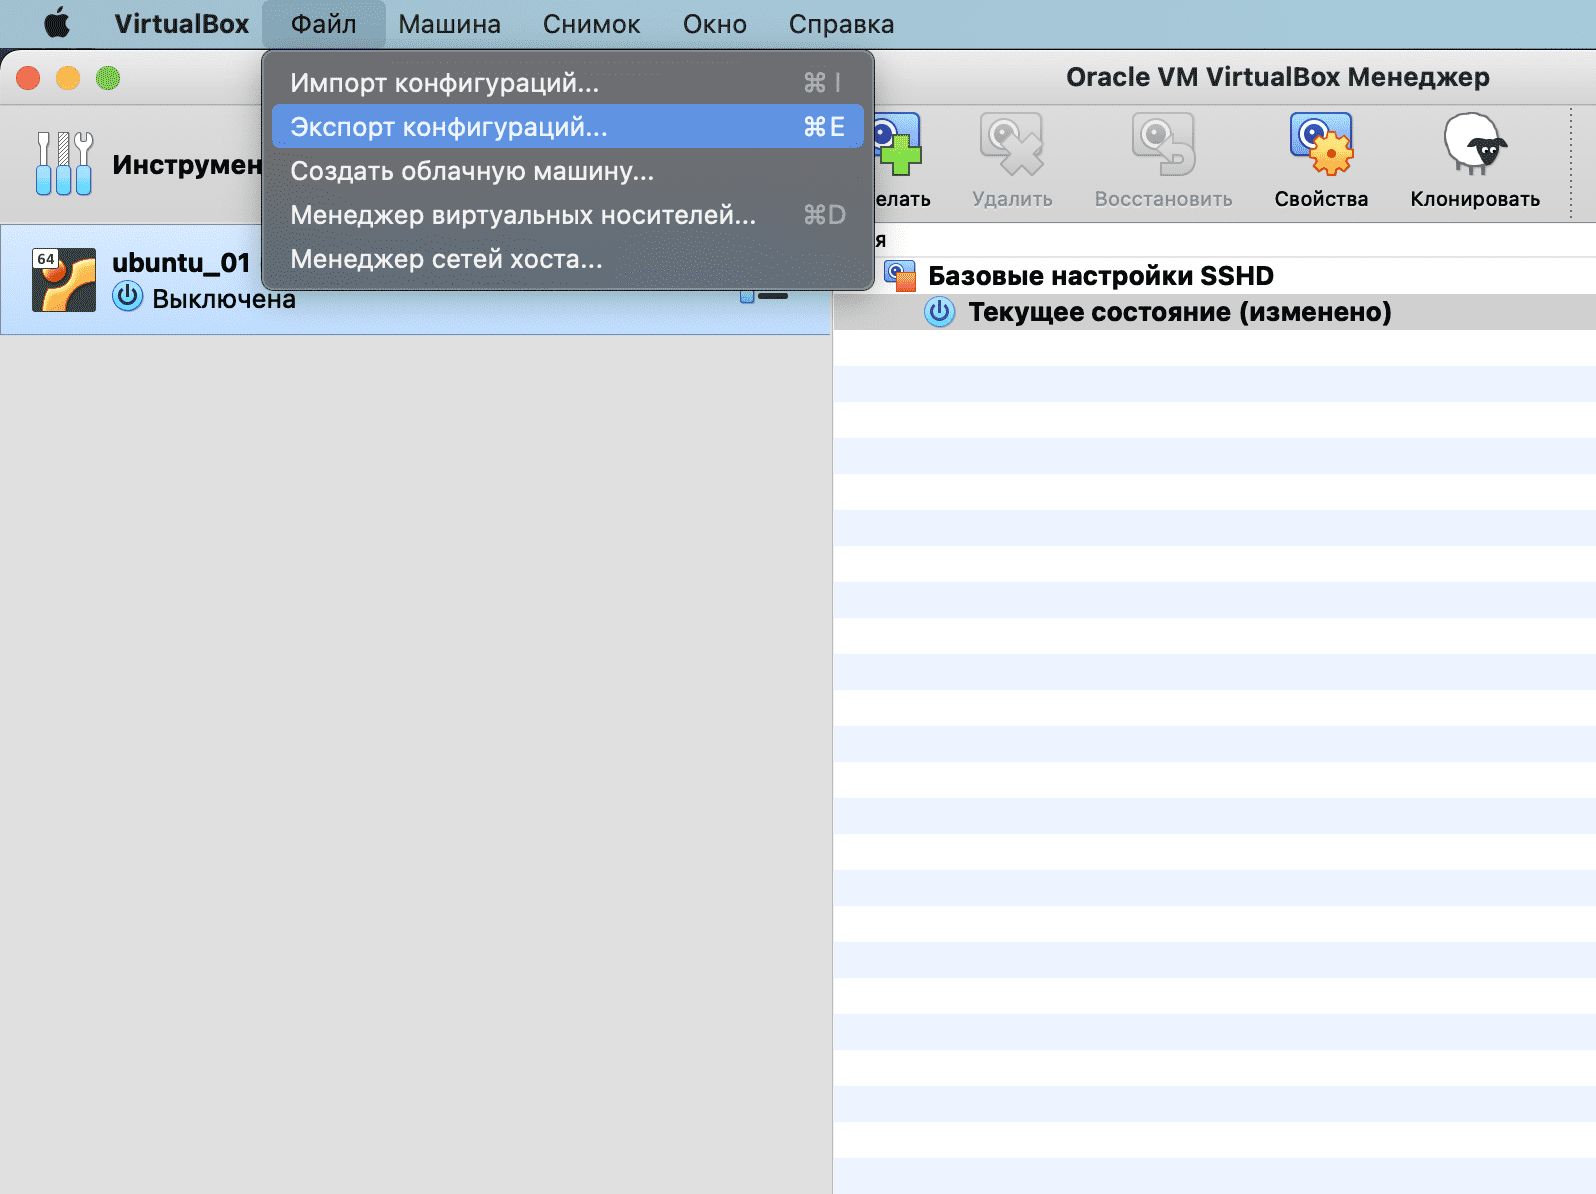 VirtualBox Файл Машина Снимок Окно Справка
Oracle VM VirtualBox Менеджер
Импорт конфигураций... ⌘ I
Экспорт конфигураций... ⌘ E
Создать облачную машину...
Менеджер виртуальных носителей... ⌘D
Менеджер сетей хоста...
Инструмен
елать Удалить Восстановить Свойства Клонировать
я
64
ubuntu_01
Выключена
Базовые настройки SSHD
Текущее состояние (изменено)